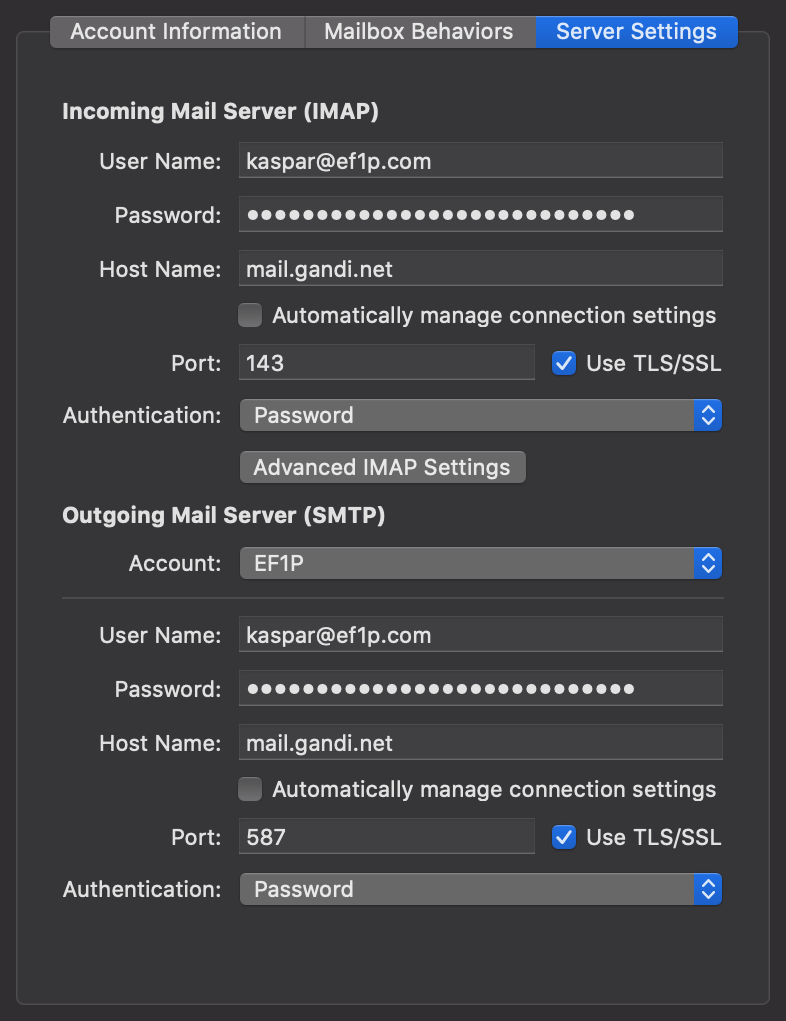 Account Information Mailbox Behaviors Server Settings
Incoming Mail Server (IMAP)
User Name: kaspar@ef1p.com
Password: ••••••••••••••••••••••••••••
Host Name: mail.gandi.net
Automatically manage connection settings
Port: 143 Use TLS/SSL
Authentication: Password
Advanced IMAP Settings
Outgoing Mail Server (SMTP)
Account: EF1P
User Name: kaspar@ef1p.com
Password: ••••••••••••••••••••••••••••
Host Name: mail.gandi.net
Automatically manage connection settings
Port: 587 Use TLS/SSL
Authentication: Password